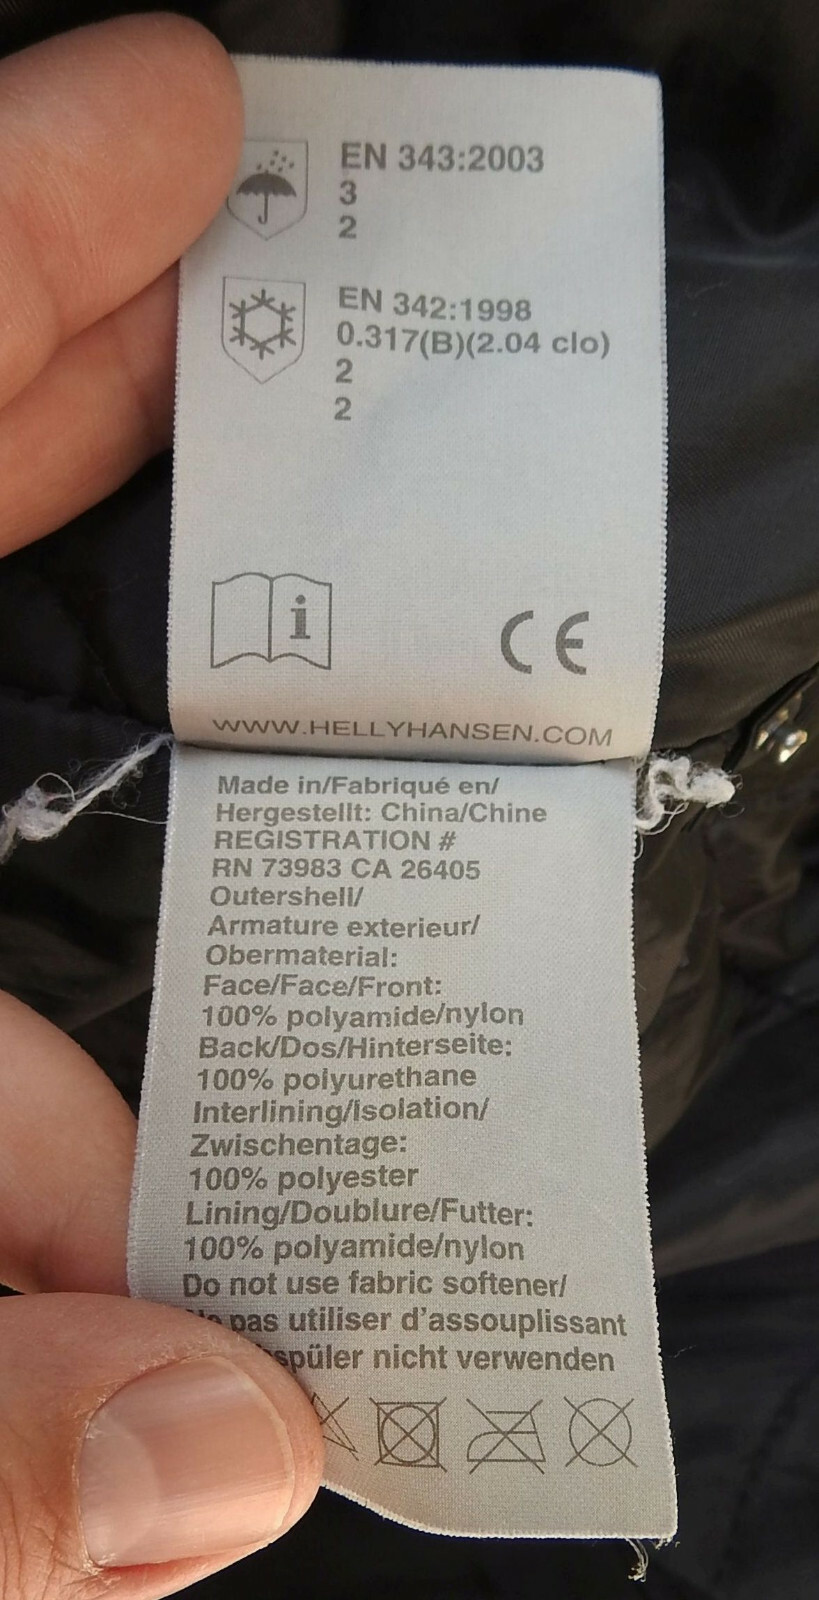 EN 343:2003
3
2
EN 342:1998
0.317(B)(2.04 clo)
2
2
i
CE
WWW.HELLYHANSEN.COM
Made in/Fabriqué en/
Hergestellt: China/Chine
REGISTRATION #
RN 73983 CA 26405
Outershell/
Armature exterieur/
Obermaterial:
Face/Face/Front:
100% polyamide/nylon
Back/Dos/Hinterseite:
100% polyurethane
Interlining/Isolation/
Zwischentage:
100% polyester
Lining/Doublure/Futter:
100% polyamide/nylon
Do not use fabric softener/
pas utiliser d'assouplissant
nicht verwenden